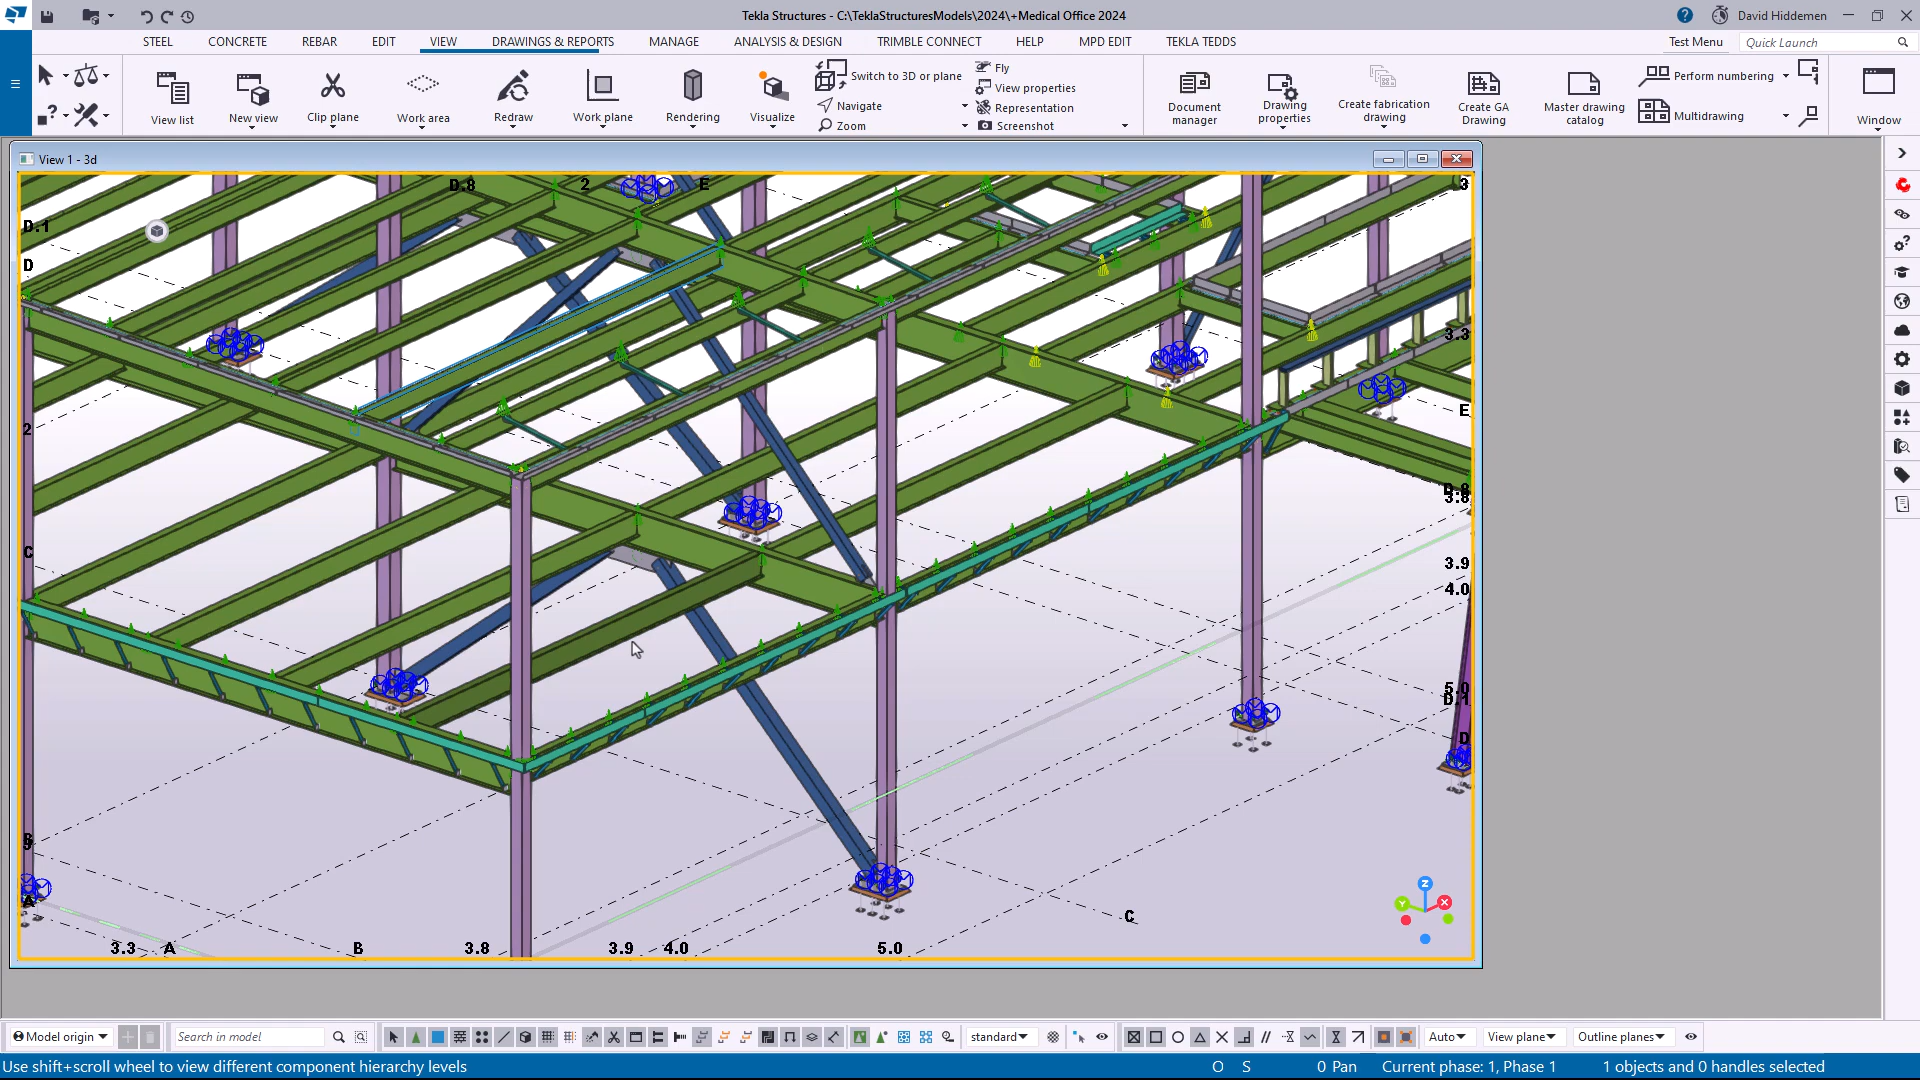 Tekla Structures - C:\TeklaStructuresModels\2024\+Medical Office 2024
David Hiddemen
STEEL CONCRETE REBAR EDIT VIEW DRAWINGS & REPORTS MANAGE ANALYSIS & DESIGN TRIMBLE CONNECT HELP MPD EDIT TEKLA TEDDS
Test Menu
Quick Launch
View list
New view
Clip plane
Work area
Redraw
Work plane
Rendering
Visualize
Switch to 3D or plane
Navigate
Zoom
Fly
View properties
Representation
Screenshot
Document manager
Drawing properties
Create fabrication drawing
Create GA Drawing
Master drawing catalog
Perform numbering
Multidrawing
Window
View 1 - 3d
D.8 2 E 3
D.1
D
3.3
E
2
D.8
3.8
C
3.9
4.0
5.0
D.1
D
B
A
C
3.3 A B 3.8 3.9 4.0 5.0
Z
Y
X
Model origin
Search in model
standard
Auto
View plane
Outline planes
Use shift+scroll wheel to view different component hierarchy levels
O S 0 Pan Current phase: 1, Phase 1 1 objects and 0 handles selected